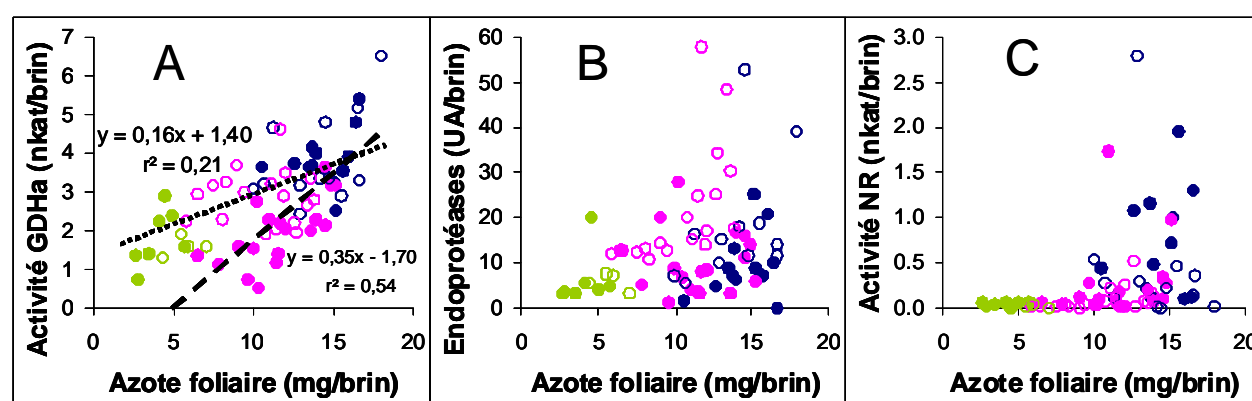 A
Activité GDHa (nkat/brin)
7
6
5
4
3
2
1
0
y = 0,16x + 1,40
r² = 0,21
y = 0,35x - 1,70
r² = 0,54
0 5 10 15 20
Azote foliaire (mg/brin)
B
Endoprotéases (UA/brin)
60
50
40
30
20
10
0
0 5 10 15 20
Azote foliaire (mg/brin)
C
Activité NR (nkat/brin)
3.0
2.5
2.0
1.5
1.0
0.5
0.0
0 5 10 15 20
Azote foliaire (mg/brin)